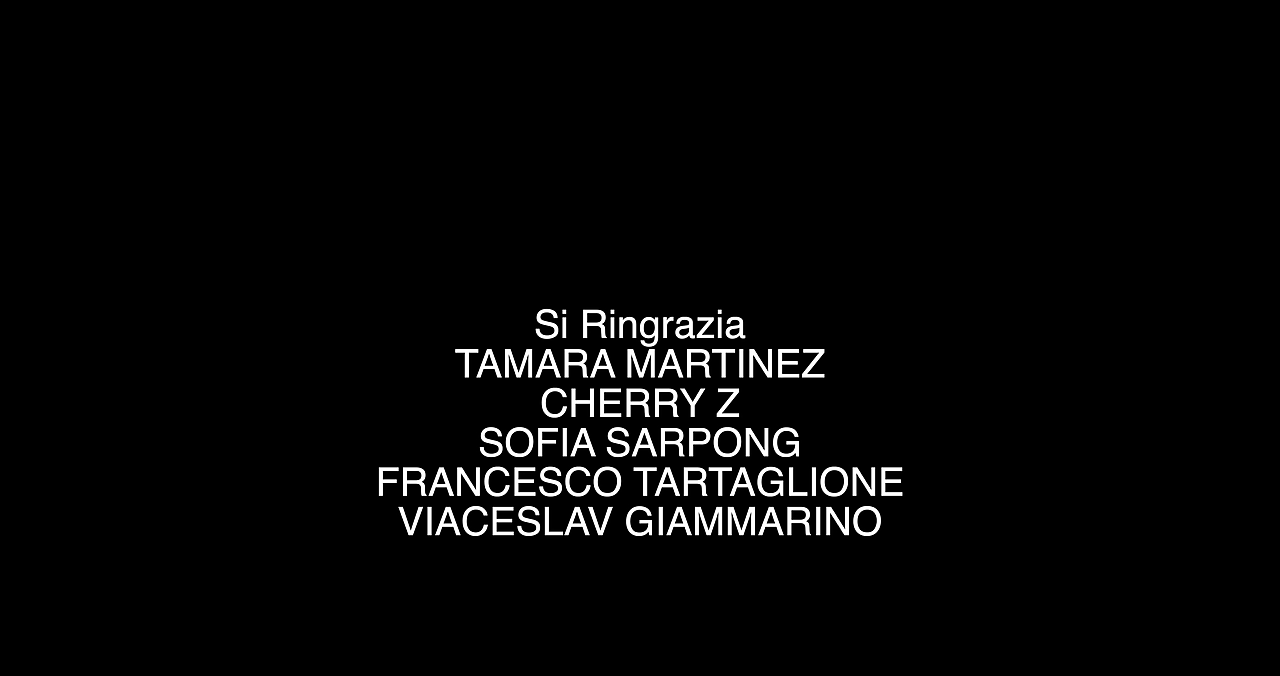 Si Ringrazia
TAMARA MARTINEZ
CHERRY Z
SOFIA SARPONG
FRANCESCO TARTAGLIONE
VIACESLAV GIAMMARINO